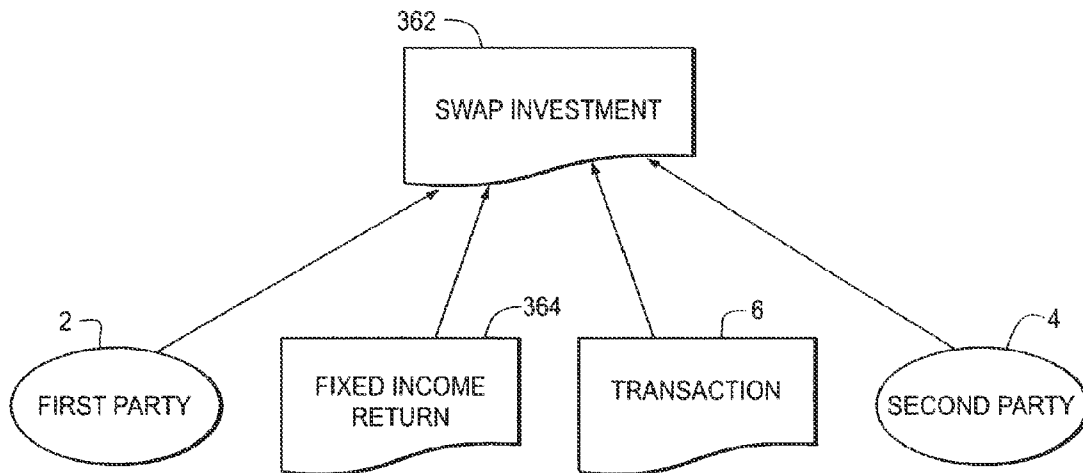 362
SWAP INVESTMENT
2
364
6
4
FIRST PARTY
FIXED INCOME
RETURN
TRANSACTION
SECOND PARTY